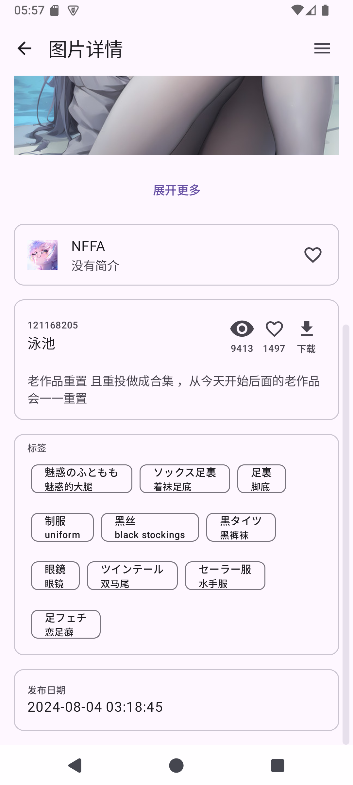 05:57
图片详情
展开更多
NFFA
没有简介
121168205
泳池
9413 1497 下载
老作品重置 且重投做成合集 ，从今天开始后面的老作品
会一一重置
标签
魅惑のふともも ソックス足裏 足裏
魅惑的大腿 着袜足底 脚底
制服 黒丝 黒タイツ
uniform black stockings 黑裤袜
眼鏡 ツインテール セーラー服
眼镜 双马尾 水手服
足フェチ
恋足癖
发布日期
2024-08-04 03:18:45